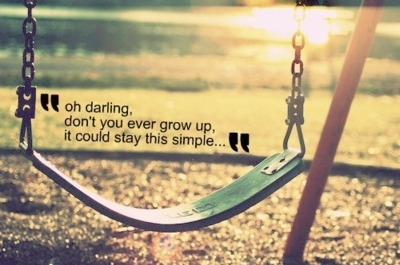 " oh darling,
don't you ever grow up,
it could stay this simple... "